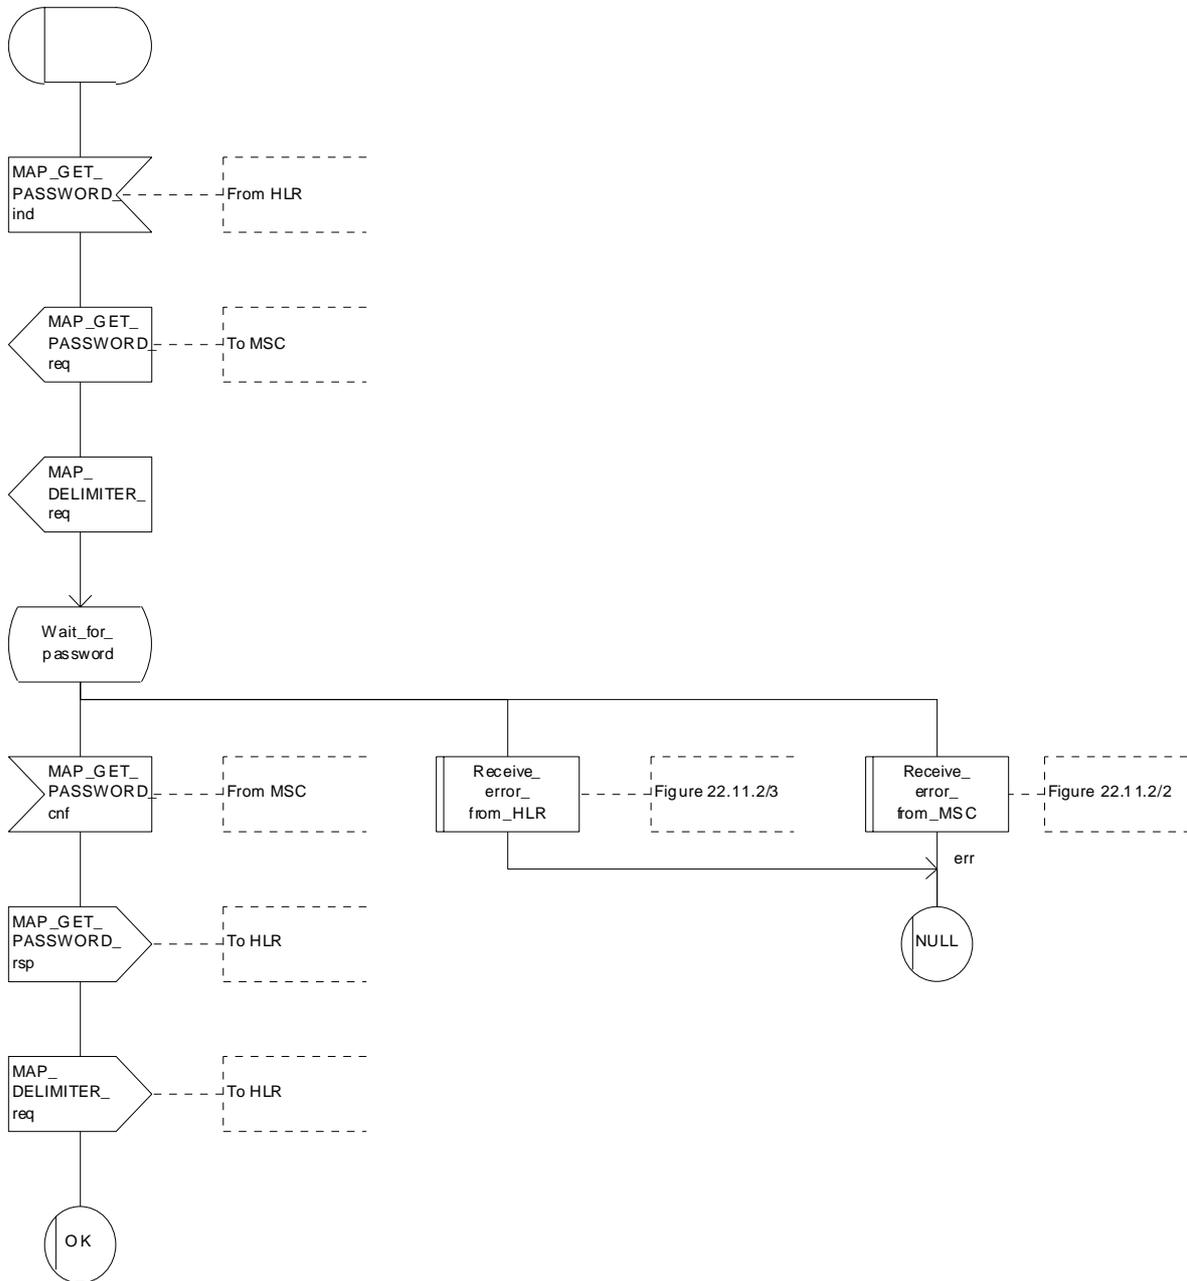 MAP_GET_
PASSWORD_
ind
From HLR
MAP_GET_
PASSWORD_
req
To MSC
MAP_
DELIMITER_
req
Wait_for_
password
MAP_GET_
PASSWORD_
cnf
From MSC
Receive_
error_
from_HLR
Figure 22.11.2/3
Receive_
error_
from_MSC
Figure 22.11.2/2
err
MAP_GET_
PASSWORD_
rsp
To HLR
NULL
MAP_
DELIMITER_
req
To HLR
OK